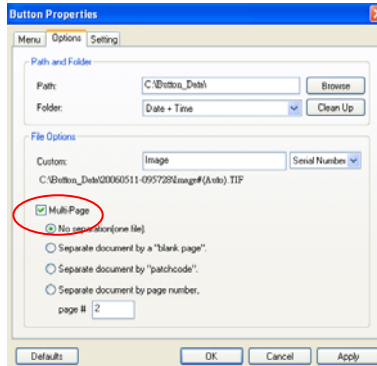 Button Properties
Menu Options Setting
Path and Folder
Path: C:\Button_Data\ Browse
Folder: Date + Time Clean Up
File Options
Custom: Image Serial Number
C:\Button_Data\20060511-095728\Image#(Auto).TIF
Multi-Page
No separation(one file).
Separate document by a "blank page".
Separate document by "patchcode".
Separate document by page number,
page # 2
Defaults OK Cancel Apply